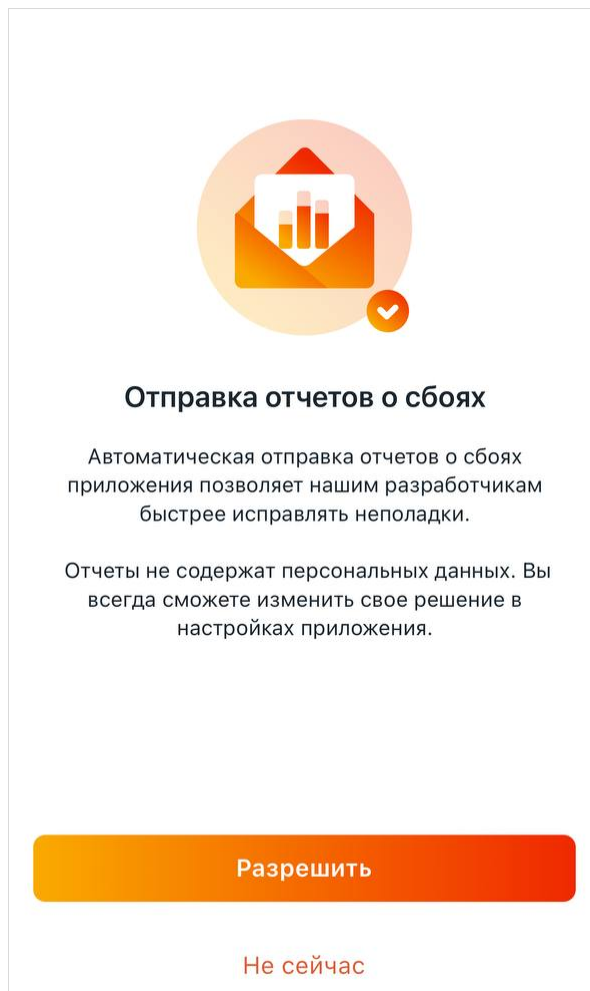 Отправка отчетов о сбоях
Автоматическая отправка отчетов о сбоях
приложения позволяет нашим разработчикам
быстрее исправлять неполадки.
Отчеты не содержат персональных данных. Вы
всегда сможете изменить свое решение в
настройках приложения.
Разрешить
Не сейчас